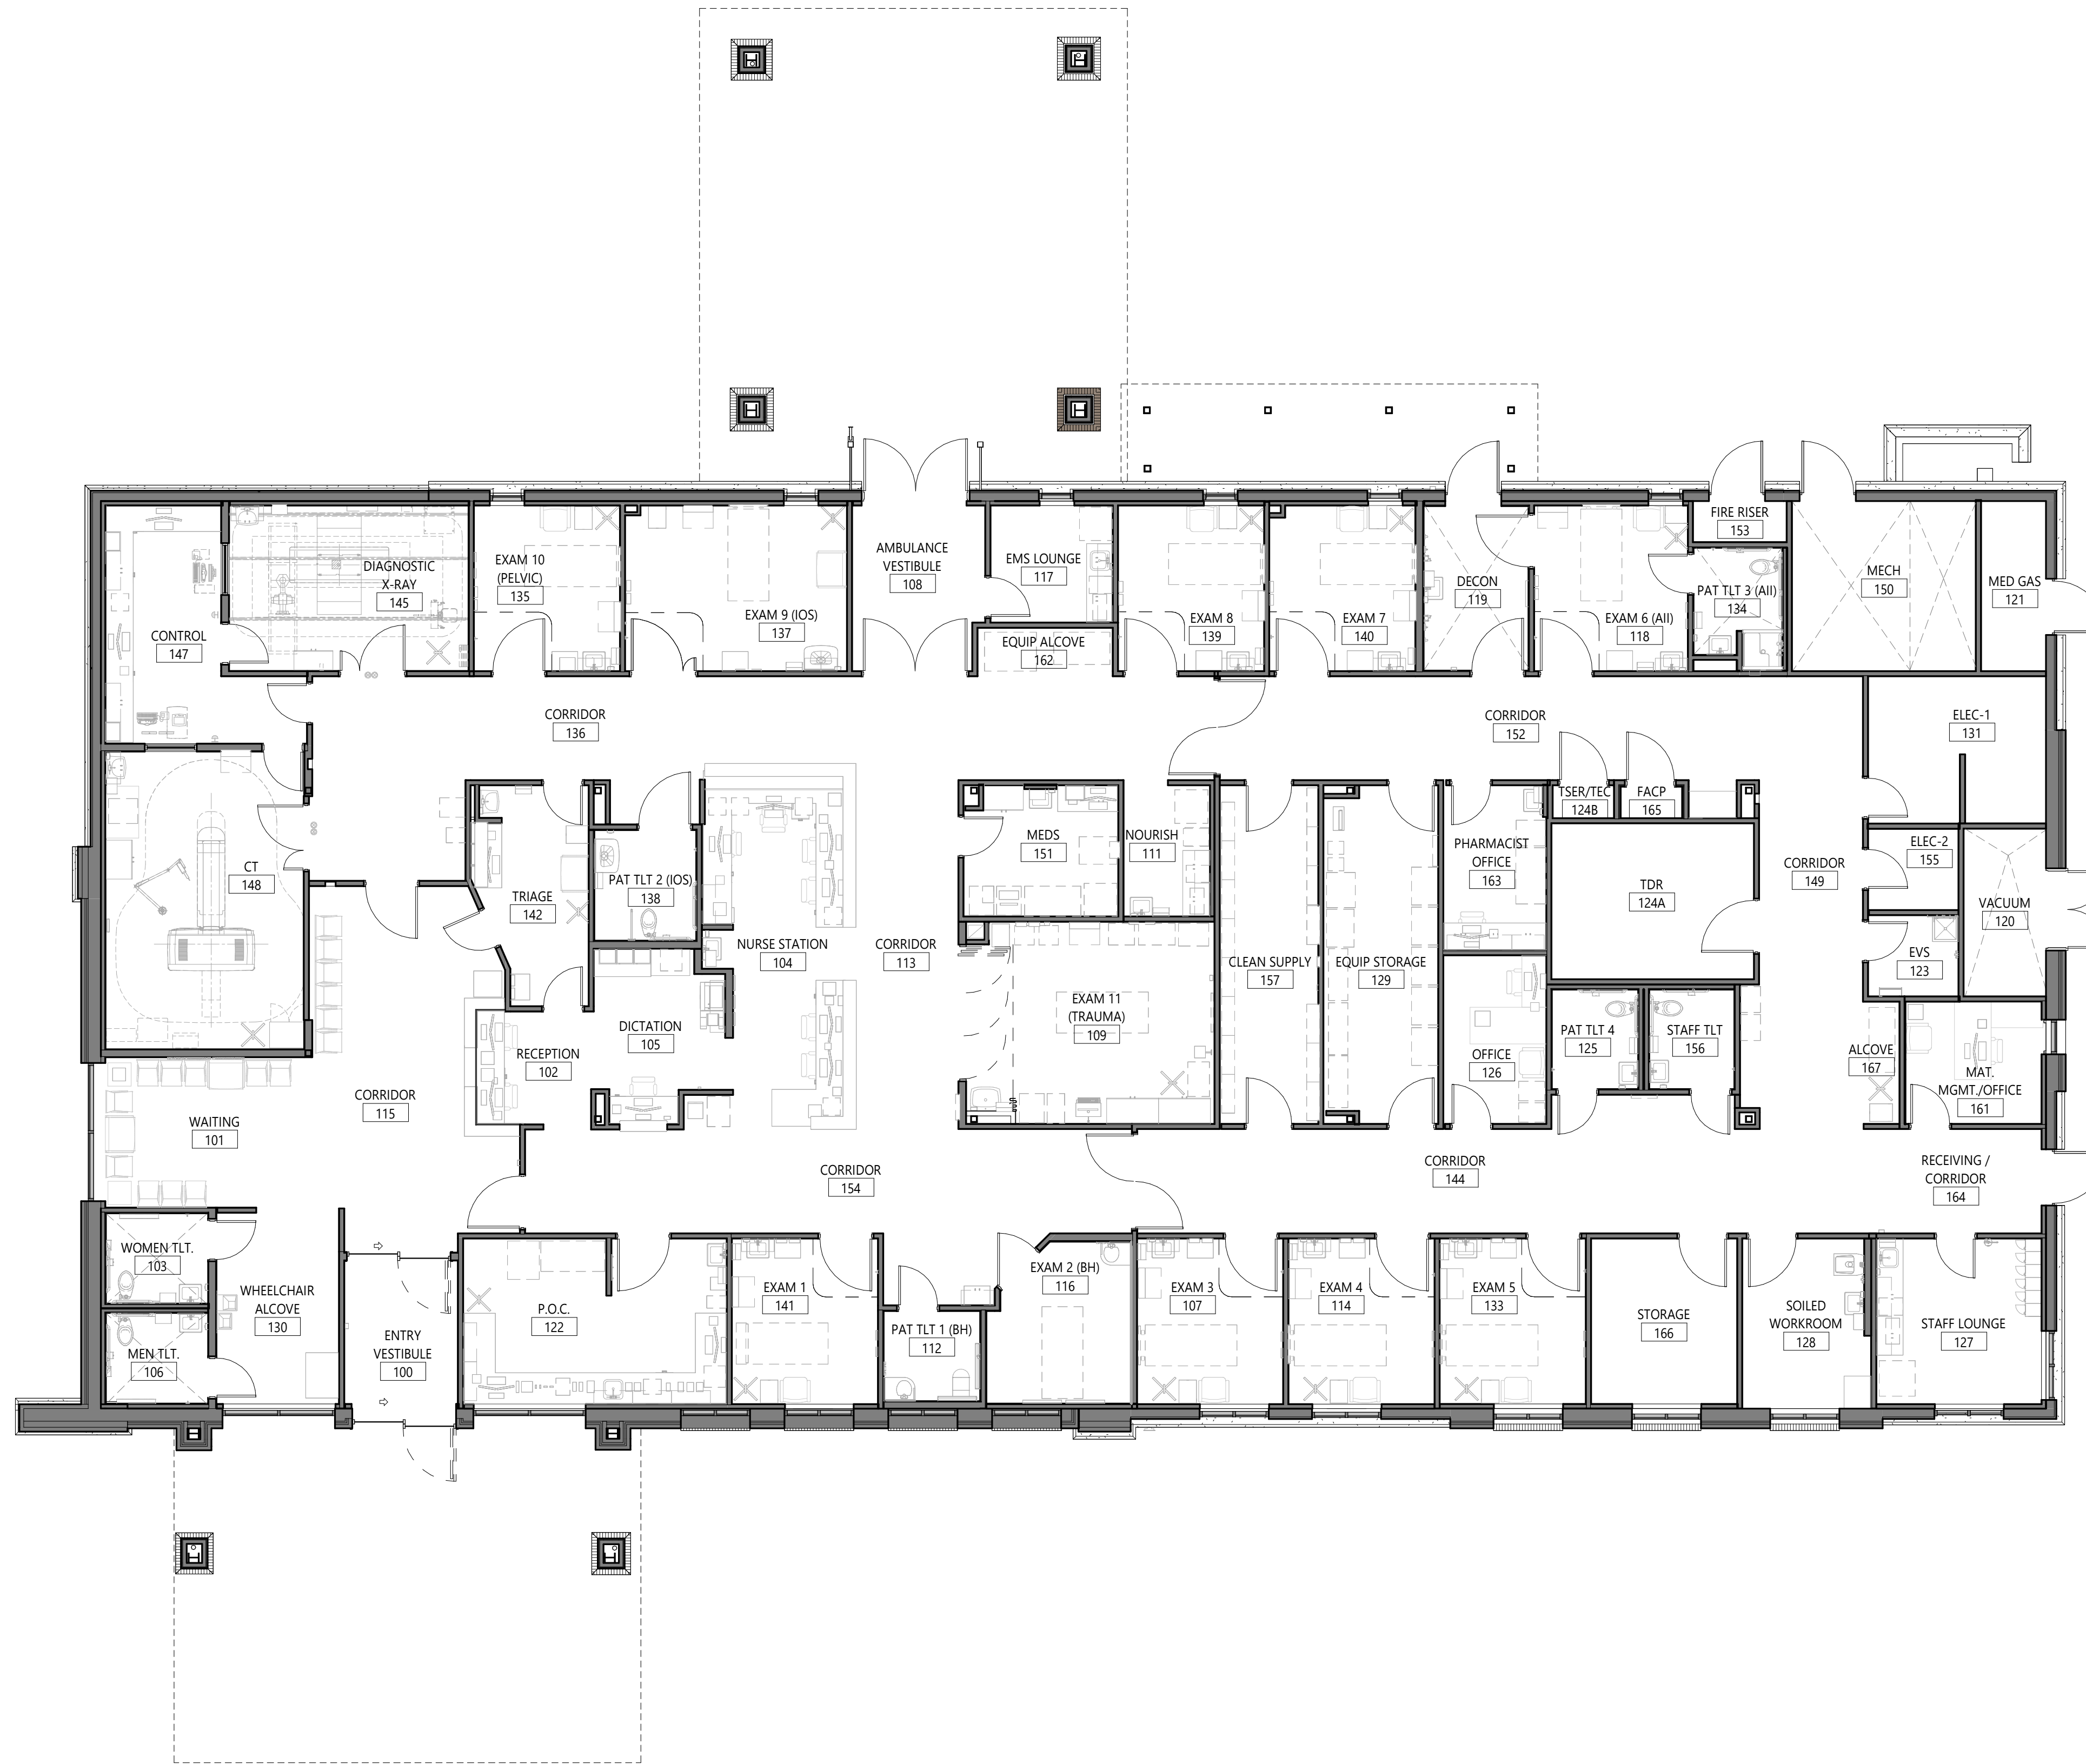 FIRE RISER
153
AMBULANCE
VESTIBULE
108
EXAM 10
(PELVIC)
135
EMS LOUNGE
117
DIAGNOSTIC
X-RAY
145
DECON
119
MECH
150
MED GAS
121
PAT TLT 3 (AII)
134
CONTROL
147
EXAM 9 (IOS)
137
EXAM 8
139
EXAM 7
140
EXAM 6 (AII)
118
EQUIP ALCOVE
162
CORRIDOR
136
CORRIDOR
152
ELEC-1
131
TSER/TEC
124B
FACP
165
MEDS
151
NOURISH
111
PHARMACIST
OFFICE
163
ELEC-2
155
CT
148
PAT TLT 2 (IOS)
138
TRIAGE
142
TDR
124A
CORRIDOR
149
VACUUM
120
NURSE STATION
104
CORRIDOR
113
CLEAN SUPPLY
157
EQUIP STORAGE
129
EVS
123
EXAM 11
(TRAUMA)
109
DICTATION
105
RECEPTION
102
OFFICE
126
PAT TLT 4
125
STAFF TLT
156
ALCOVE
167
MAT.
MGMT./OFFICE
161
CORRIDOR
115
WAITING
101
CORRIDOR
154
CORRIDOR
144
RECEIVING /
CORRIDOR
164
WOMEN TLT.
103
WHEELCHAIR
ALCOVE
130
P.O.C.
122
EXAM 1
141
EXAM 2 (BH)
116
EXAM 3
107
EXAM 4
114
EXAM 5
133
STORAGE
166
SOILED
WORKROOM
128
STAFF LOUNGE
127
PAT TLT 1 (BH)
112
ENTRY
VESTIBULE
100
MEN TLT.
106